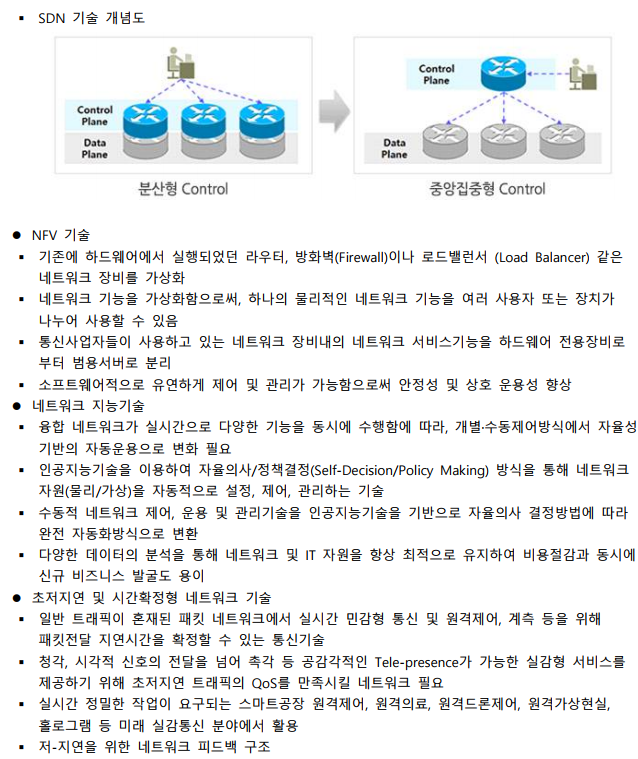 ▪ SDN 기술 개념도
Control Plane
Data Plane
분산형 Control
Control Plane
Data Plane
중앙집중형 Control
● NFV 기술
▪ 기존에 하드웨어에서 실행되었던 라우터, 방화벽(Firewall)이나 로드밸런서 (Load Balancer) 같은
네트워크 장비를 가상화
▪ 네트워크 기능을 가상화함으로써, 하나의 물리적인 네트워크 기능을 여러 사용자 또는 장치가
나누어 사용할 수 있음
▪ 통신사업자들이 사용하고 있는 네트워크 장비내의 네트워크 서비스기능을 하드웨어 전용장비로
부터 범용서버로 분리
▪ 소프트웨어적으로 유연하게 제어 및 관리가 가능함으로써 안정성 및 상호 운용성 향상
● 네트워크 지능기술
▪ 융합 네트워크가 실시간으로 다양한 기능을 동시에 수행함에 따라, 개별·수동제어방식에서 자율성
기반의 자동운용으로 변화 필요
▪ 인공지능기술을 이용하여 자율의사/정책결정(Self-Decision/Policy Making) 방식을 통해 네트워크
자원(물리/가상)을 자동적으로 설정, 제어, 관리하는 기술
▪ 수동적 네트워크 제어, 운용 및 관리기술을 인공지능기술을 기반으로 자율의사 결정방법에 따라
완전 자동화방식으로 변환
▪ 다양한 데이터의 분석을 통해 네트워크 및 IT 자원을 항상 최적으로 유지하여 비용절감과 동시에
신규 비즈니스 발굴도 용이
● 초저지연 및 시간확정형 네트워크 기술
▪ 일반 트래픽이 혼재된 패킷 네트워크에서 실시간 민감형 통신 및 원격제어, 계측 등을 위해
패킷전달 지연시간을 확정할 수 있는 통신기술
▪ 청각, 시각적 신호의 전달을 넘어 촉각 등 공감각적인 Tele-presence가 가능한 실감형 서비스를
제공하기 위해 초저지연 트래픽의 QoS를 만족시킬 네트워크 필요
▪ 실시간 정밀한 작업이 요구되는 스마트공장 원격제어, 원격의료, 원격드론제어, 원격가상현실,
홀로그램 등 미래 실감통신 분야에서 활용
▪ 저-지연을 위한 네트워크 피드백 구조